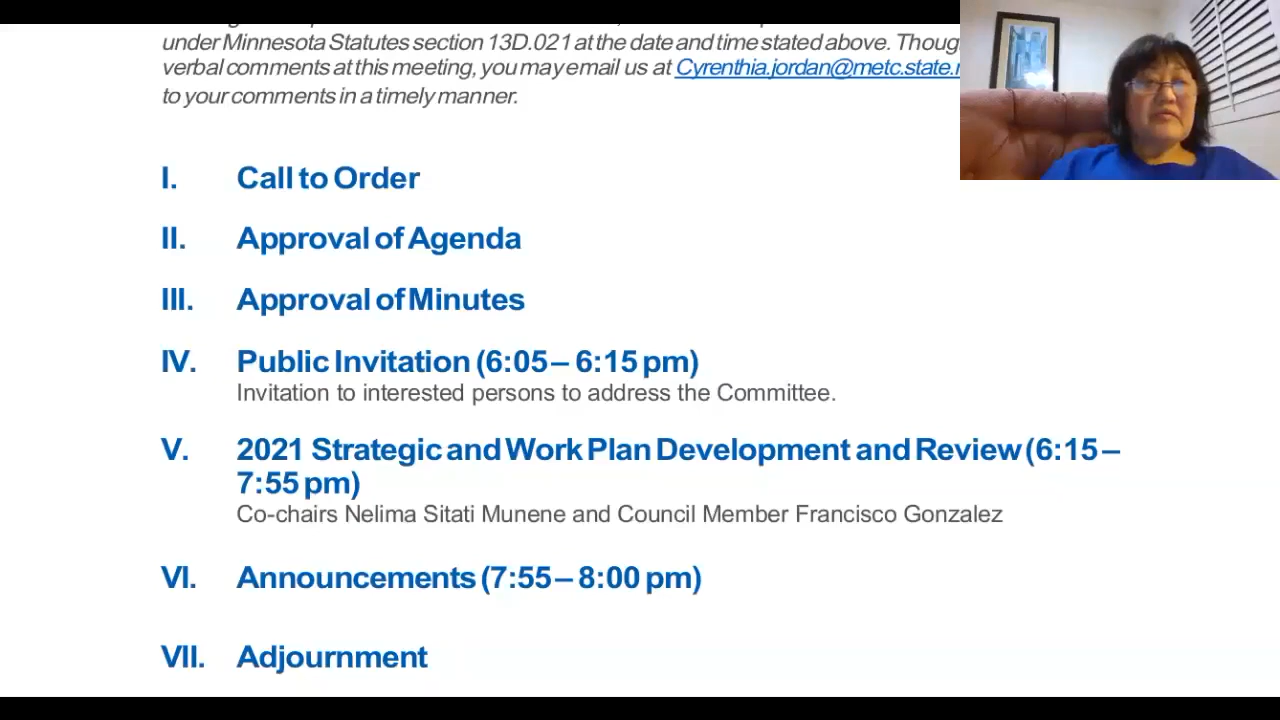 under Minnesota Statutes section 13D.021 at the date and time stated above. Thoug
verbal comments at this meeting, you may email us at Cyrenthia.jordan@metc.state.
to your comments in a timely manner.
I. Call to Order
II. Approval of Agenda
III. Approval of Minutes
IV. Public Invitation (6:05 – 6:15 pm)
Invitation to interested persons to address the Committee.
V. 2021 Strategic and Work Plan Development and Review (6:15 –
7:55 pm)
Co-chairs Nelima Sitati Munene and Council Member Francisco Gonzalez
VI. Announcements (7:55 – 8:00 pm)
VII. Adjournment